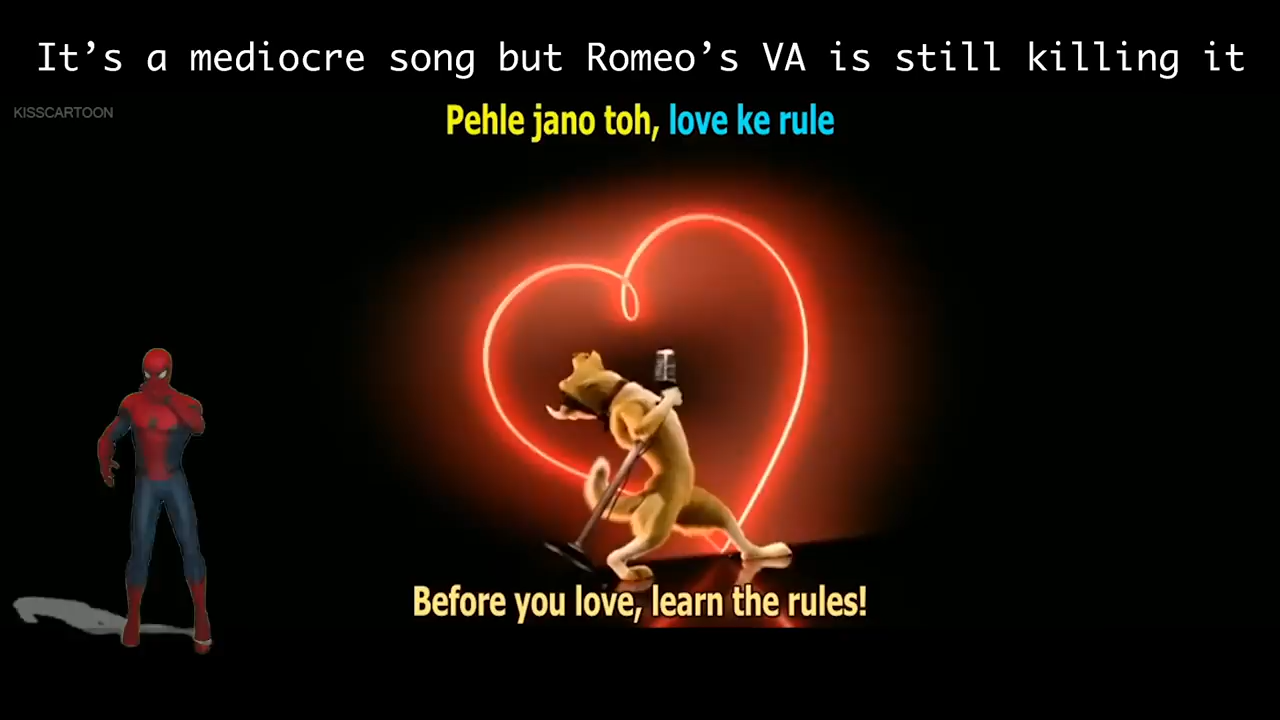 It’s a mediocre song but Romeo’s VA is still killing it
KISSCARTOON
Pehle jano toh, love ke rule
Before you love, learn the rules!